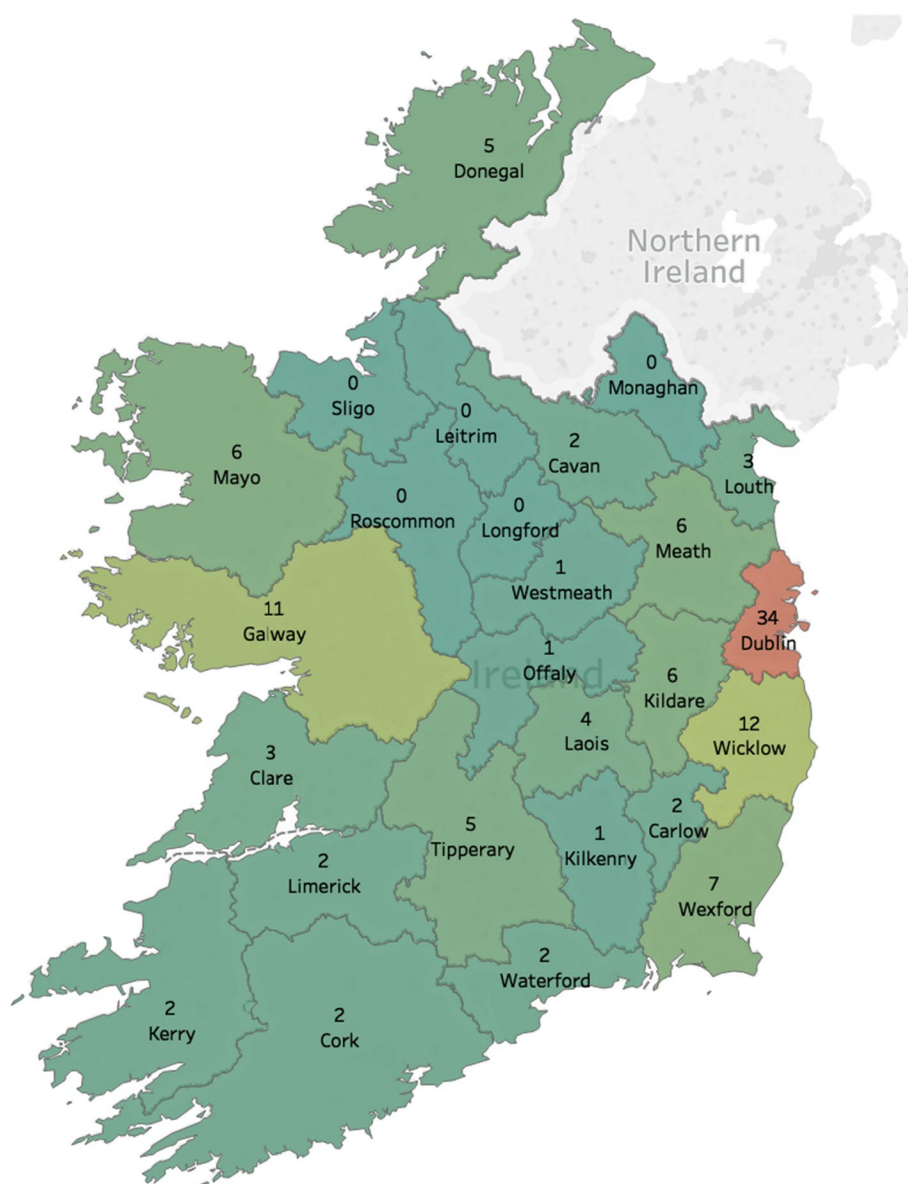 5
Donegal
Northern
Ireland
0
Monaghan
0
Sligo
0
Leitrim
2
Cavan
6
Mayo
3
Louth
0
Roscommon
0
Longford
6
Meath
1
Westmeath
11
Galway
34
Dublin
1
Offaly
Ireland
6
Kildare
4
Laois
12
Wicklow
3
Clare
2
Carlow
5
Tipperary
1
Kilkenny
2
Limerick
7
Wexford
2
Waterford
2
Kerry
2
Cork